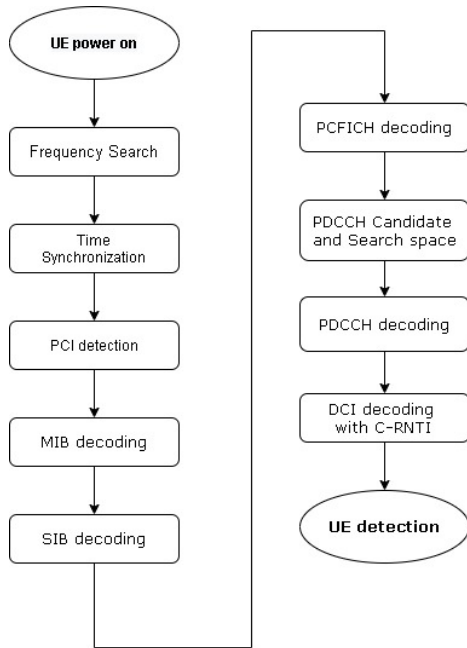 UE power on
Frequency Search
Time
Synchronization
PCI detection
MIB decoding
SIB decoding
PCFICH decoding
PDCCH Candidate
and Search space
PDCCH decoding
DCI decoding
with C-RNTI
UE detection